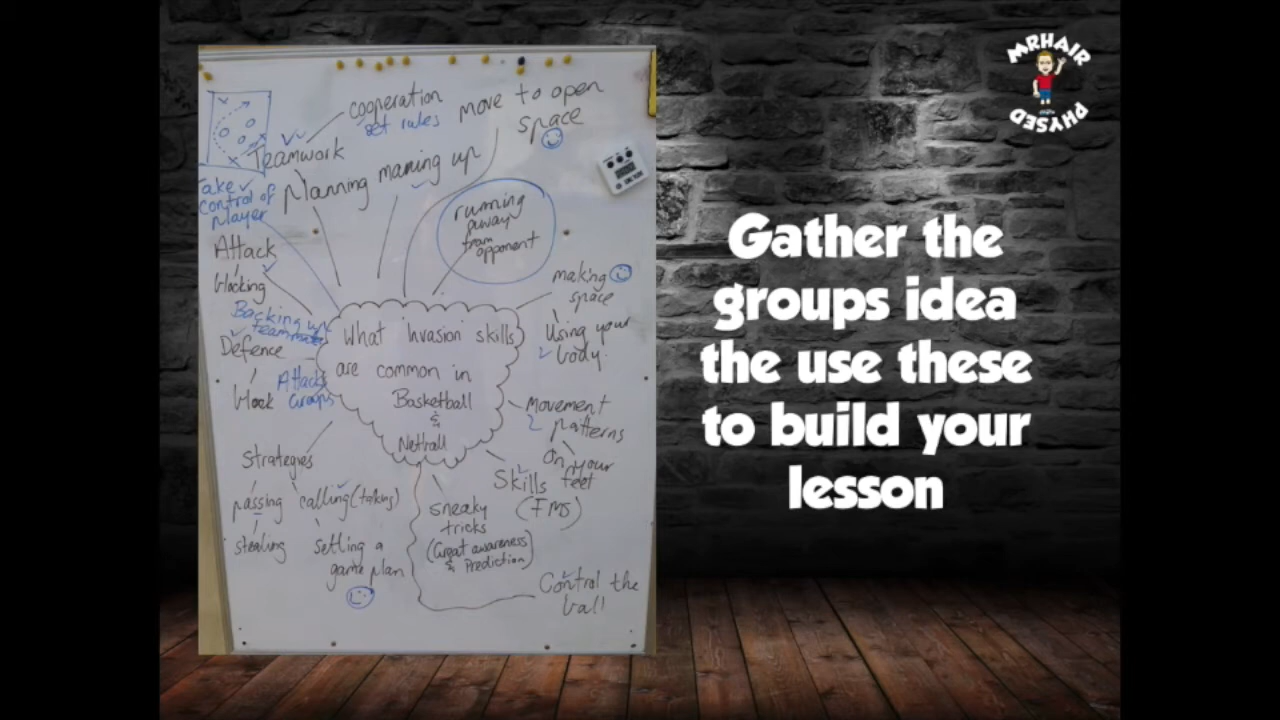 cooperation
set rules
move to open
space
Teamwork
planning
manning up
Take
control of
player
running
away
from
opponent
Attack
blocking
making
space
Using your
body.
Backing up
teammates
Defence
block
Attack
Groups
What invasion skills
are common in
Basketball
&
Netball
Movement
patterns
On your
feet
Strategies
passing
stealing
calling (talking)
setting a
game plan
sneaky
tricks
(Great awareness
& Prediction)
Skills
(FMS)
Control the
ball
MRHAIR
PHYSED
Gather the
groups idea
the use these
to build your
lesson